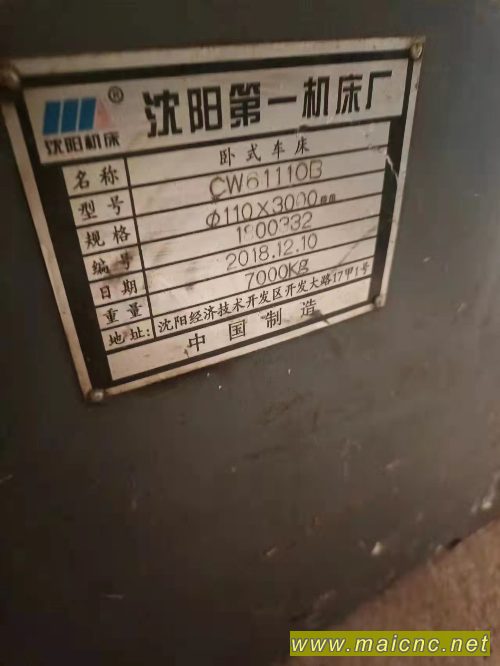 沈阳机床®
沈阳第一机床厂
名称 卧式车床
型号 CW61110B
规格 φ110×3000mm
编号
日期 2018.12.10
重量 7000Kg
地址:沈阳经济技术开发区开发大路17甲1号
中国制造
www.maicnc.net